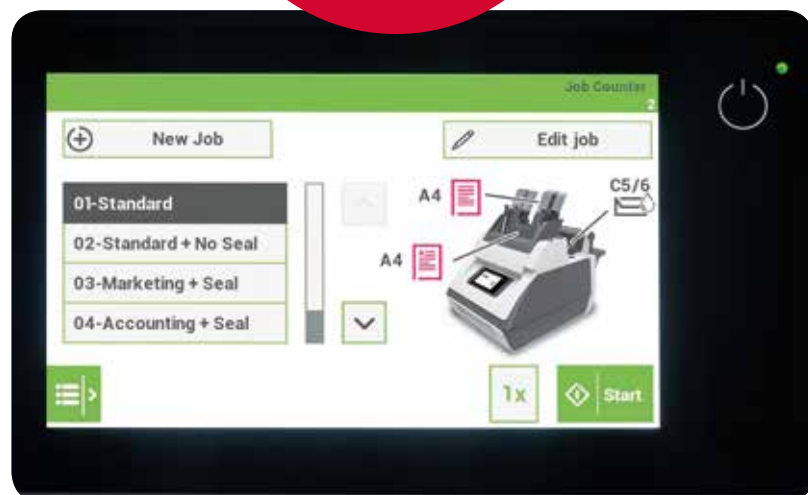 Job Counter
2
New Job
Edit job
01-Standard
02-Standard + No Seal
03-Marketing + Seal
04-Accounting + Seal
A4
C5/6
A4
1x
Start